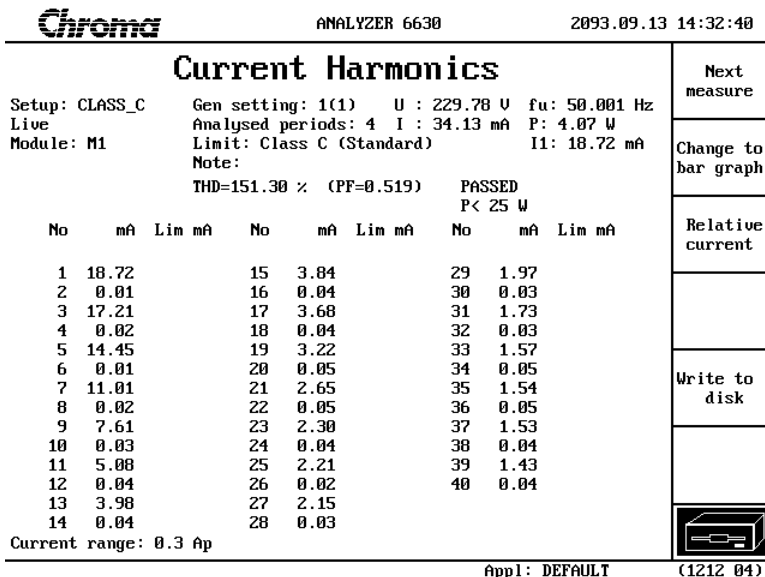 Chroma ANALYZER 6630 2093.09.13 14:32:40
Current Harmonics
Setup: CLASS_C Gen setting: 1(1) U : 229.78 V fu: 50.001 Hz
Live Analysed periods: 4 I : 34.13 mA P: 4.07 W
Module: M1 Limit: Class C (Standard) I1: 18.72 mA
Note:
THD=151.30 % (PF=0.519) PASSED
P< 25 W
No mA Lim mA No mA Lim mA No mA Lim mA
1 18.72 15 3.84 29 1.97
2 0.01 16 0.04 30 0.03
3 17.21 17 3.68 31 1.73
4 0.02 18 0.04 32 0.03
5 14.45 19 3.22 33 1.57
6 0.01 20 0.05 34 0.05
7 11.01 21 2.65 35 1.54
8 0.02 22 0.05 36 0.05
9 7.61 23 2.30 37 1.53
10 0.03 24 0.04 38 0.04
11 5.08 25 2.21 39 1.43
12 0.04 26 0.02 40 0.04
13 3.98 27 2.15
14 0.04 28 0.03
Current range: 0.3 Ap
Next
measure
Change to
bar graph
Relative
current
Write to
disk
Appl: DEFAULT (1212 04)